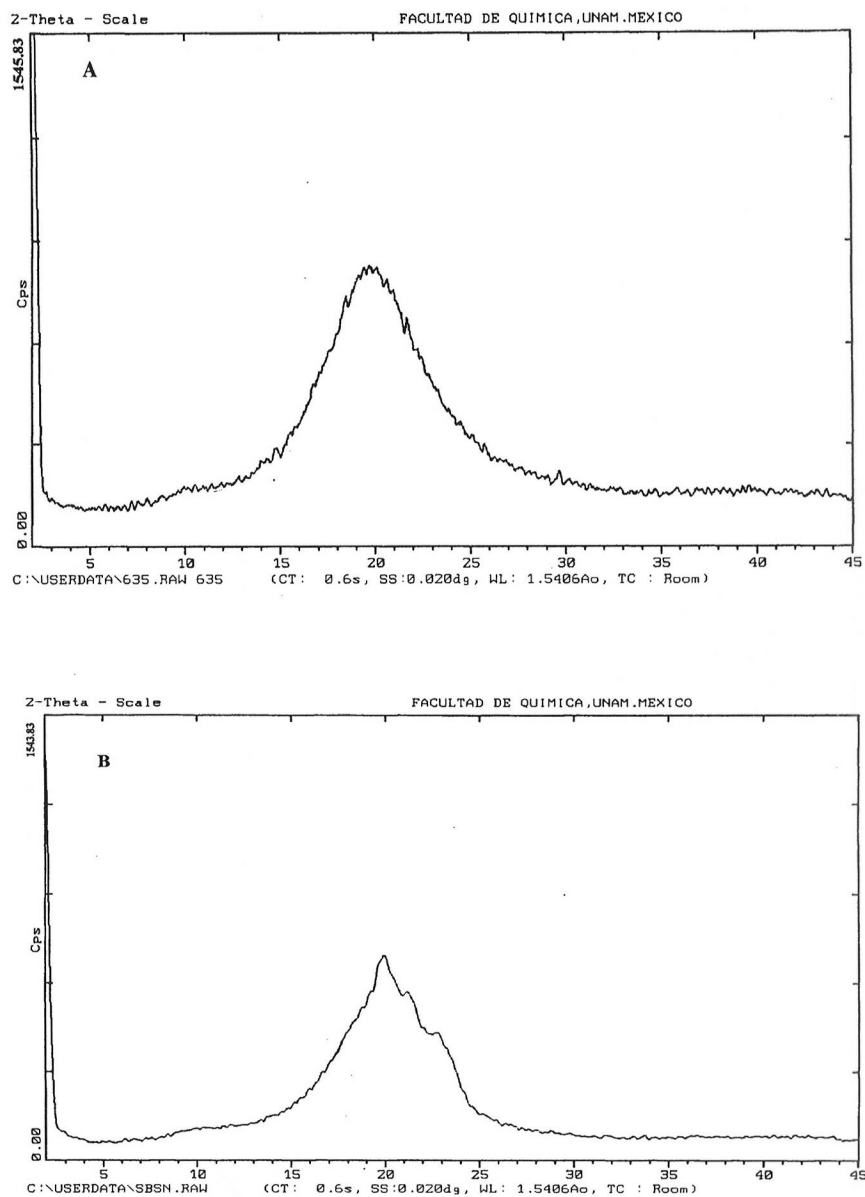 2-Theta - Scale FACULTAD DE QUIMICA,UNAM.MEXICO
1545.83
A
Cps
0.00
5 10 15 20 25 30 35 40 45
C:\USERDATA\635.RAW 635 (CT: 0.6s, SS:0.020dg, WL: 1.5406Ao, TC : Room)
2-Theta - Scale FACULTAD DE QUIMICA,UNAM.MEXICO
1543.83
B
Cps
0.00
5 10 15 20 25 30 35 40 45
C:\USERDATA\SBSN.RAW (CT: 0.6s, SS:0.020dg, WL: 1.5406Ao, TC : Room)